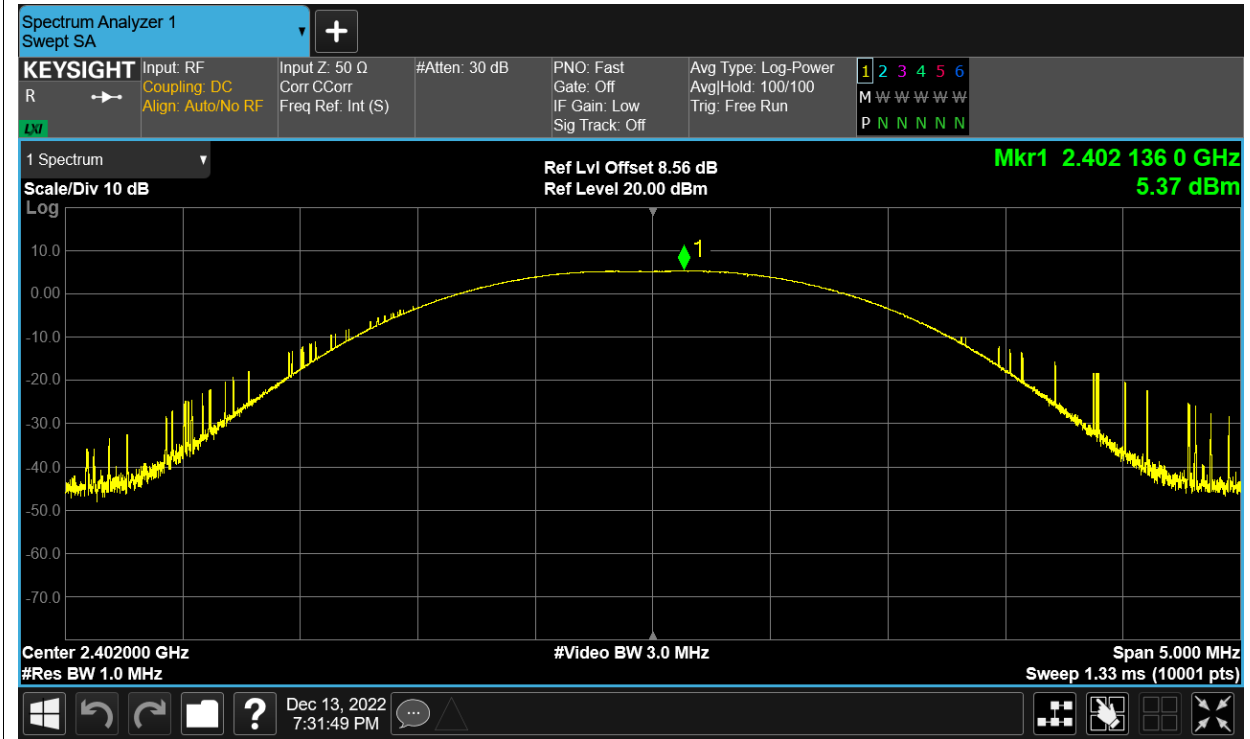 Spectrum Analyzer 1
Swept SA
+
KEYSIGHT
R
LXI
Input: RF
Coupling: DC
Align: Auto/No RF
Input Z: 50 Ω
Corr CCorr
Freq Ref: Int (S)
#Atten: 30 dB
PNO: Fast
Gate: Off
IF Gain: Low
Sig Track: Off
Avg Type: Log-Power
Avg|Hold: 100/100
Trig: Free Run
1 2 3 4 5 6
M W W W W W W
P N N N N N N
1 Spectrum
Scale/Div 10 dB
Log
Ref Lvl Offset 8.56 dB
Ref Level 20.00 dBm
Mkr1 2.402 136 0 GHz
5.37 dBm
1
10.0
0.00
-10.0
-20.0
-30.0
-40.0
-50.0
-60.0
-70.0
Center 2.402000 GHz
#Res BW 1.0 MHz
#Video BW 3.0 MHz
Span 5.000 MHz
Sweep 1.33 ms (10001 pts)
?
Dec 13, 2022
7:31:49 PM